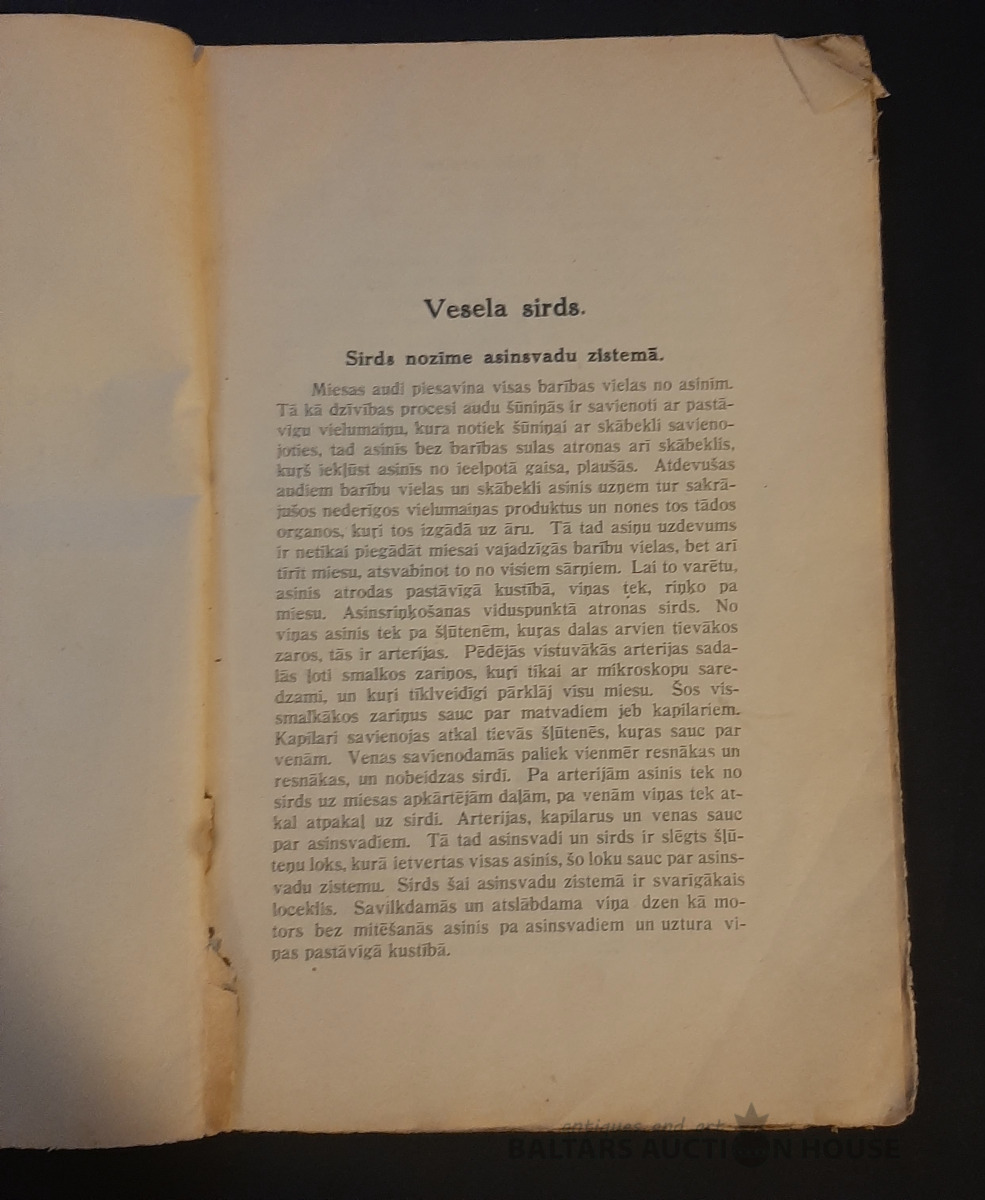 Vesela sirds.
Sirds nozīme asinsvadu zistemā.
Miesas audi piesavina visas barības vielas no asinīm.
Tā kā dzīvības procesi audu šūniņās ir savienoti ar pastā-
vīgu vielumaiņu, kura notiek šūniņai ar skābekli savieno-
joties, tad asinīs bez barības sulas atronas arī skābeklis,
kurš iekļūst asinīs no ieelpotā gaisa, plaušās. Atdevušas
audiem barību vielas un skābekli asinis uzņem tur sakrā-
jušos nederīgos vielumaiņas produktus un nones tos tādos
organos, kuŗi tos izgādā uz āru. Tā tad asiņu uzdevums
ir netikai piegādāt miesai vajadzīgās barību vielas, bet arī
tīrīt miesu, atsvabinot to no visiem sārņiem. Lai to varētu,
asinis atrodas pastāvīgā kustībā, viņas tek, riņķo pa
miesu. Asinsriņķošanas viduspunktā atronas sirds. No
viņas asinis tek pa šļūtenēm, kuŗas dalas arvien tievākos
zaros, tās ir arterijas. Pēdējās vistuvākās arterijas sada-
lās ļoti smalkos zariņos, kuŗi tikai ar mikroskopu sare-
dzami, un kuŗi tīklveidīgi pārklāj visu miesu. Šos vis-
smalkākos zariņus sauc par matvadiem jeb kapilariem.
Kapilari savienojas atkal tievās šļūtenēs, kuŗas sauc par
venām. Venas savienodamās paliek vienmēr resnākas un
resnākas, un nobeidzas sirdī. Pa arterijām asinis tek no
sirds uz miesas apkārtējām daļām, pa venām viņas tek at-
kal atpakaļ uz sirdi. Arterijas, kapilarus un venas sauc
par asinsvadiem. Tā tad asinsvadi un sirds ir slēgts šļū-
teņu loks, kurā ietvertas visas asinis, šo loku sauc par asins-
vadu zistemu. Sirds šai asinsvadu zistemā ir svarīgākais
loceklis. Savilkdamās un atslābdama viņa dzen kā mo-
tors bez mitēšanās asinis pa asinsvadiem un uztura vi-
ņas pastāvīgā kustībā.
antiques and art
BALTARS AUCTION HOUSE